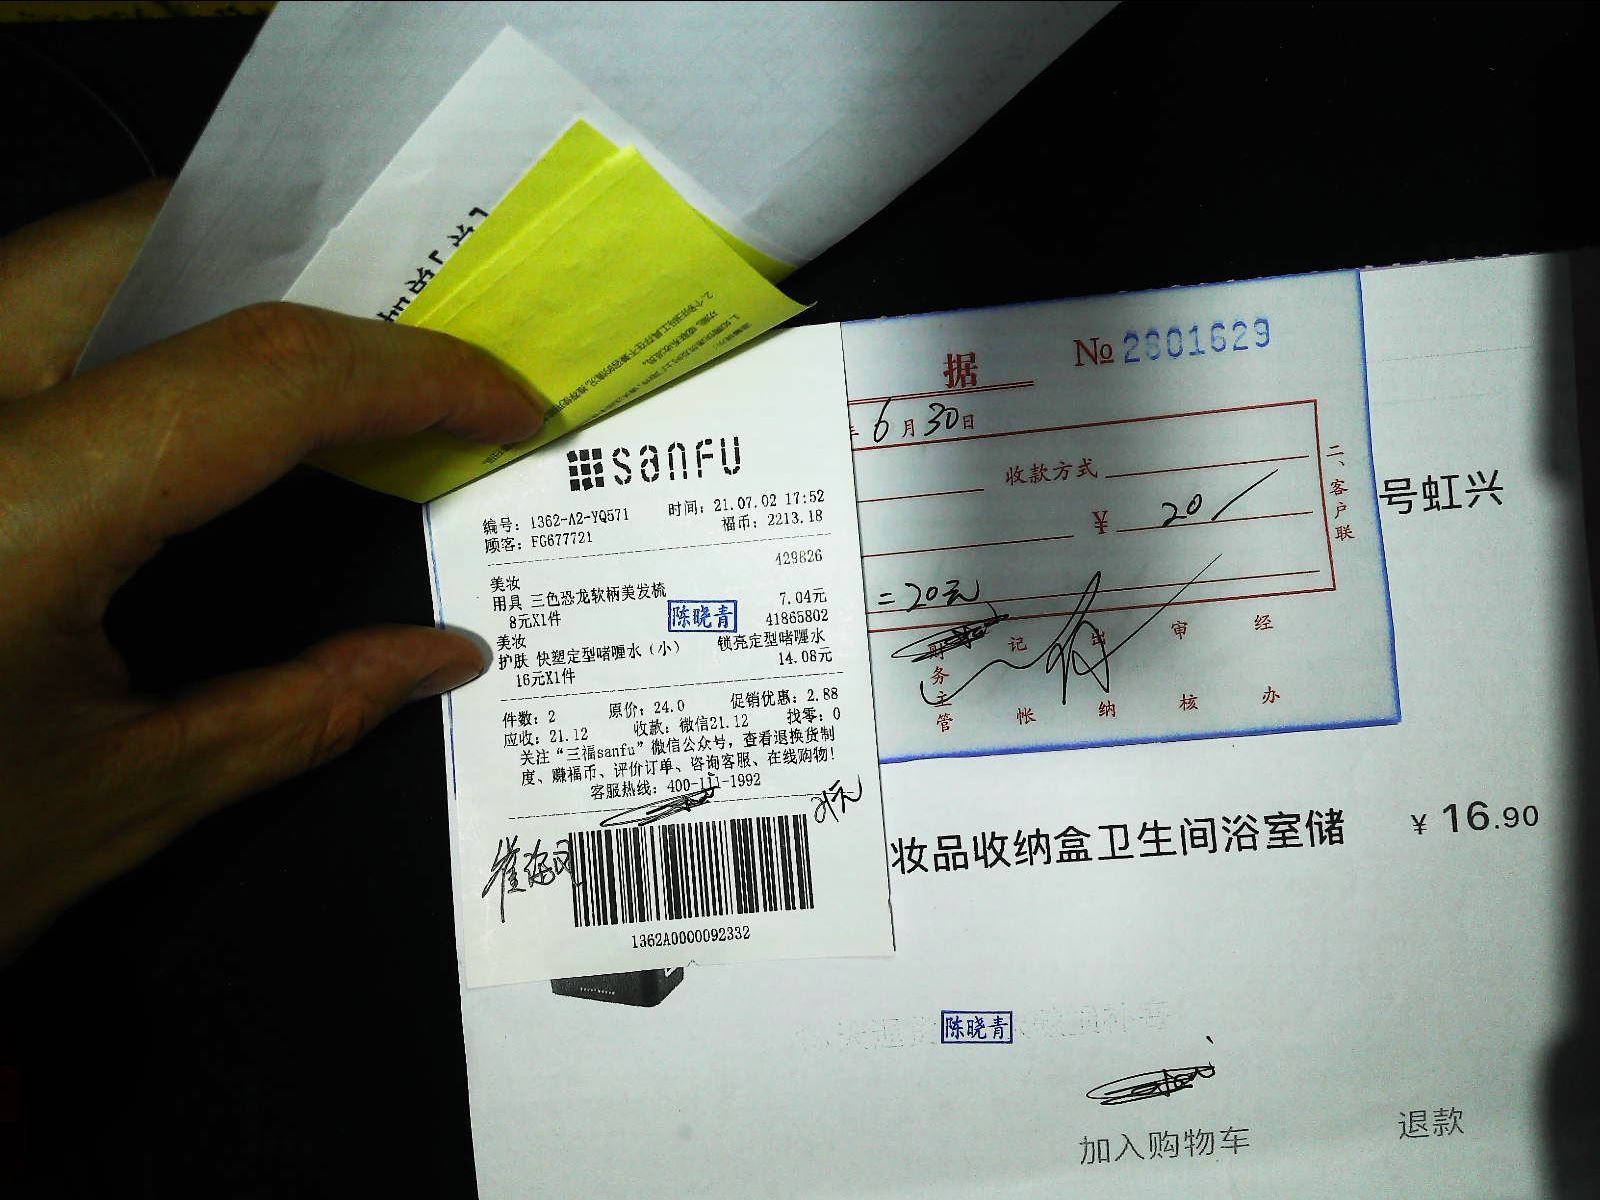 sanfu
编号: 1362-A2-YQ571 时间: 21.07.02 17:52
顾客: FG677721 福币: 2213.18
429826
美妆
用具 三色恐龙软柄美发梳 7.04元
8元X1件 陈晓青 41865802
美妆 锁亮定型啫喱水
护肤 快塑定型啫喱水（小） 14.08元
16元X1件
件数: 2 原价: 24.0 促销优惠: 2.88
应收: 21.12 收款: 微信21.12 找零: 0
关注“三福sanfu”微信公众号，查看退换货制
度、赚福币、评价订单、咨询客服、在线购物！
客服热线: 400-111-1992
21元
1362A0000092332
据 № 2801629
6月30日
收款方式
¥ 20/
=20元
财务主管 记帐 出纳 审核 经办
二、客户联
号虹兴
妆品收纳盒卫生间浴室储 ¥ 16.90
陈晓青
加入购物车 退款